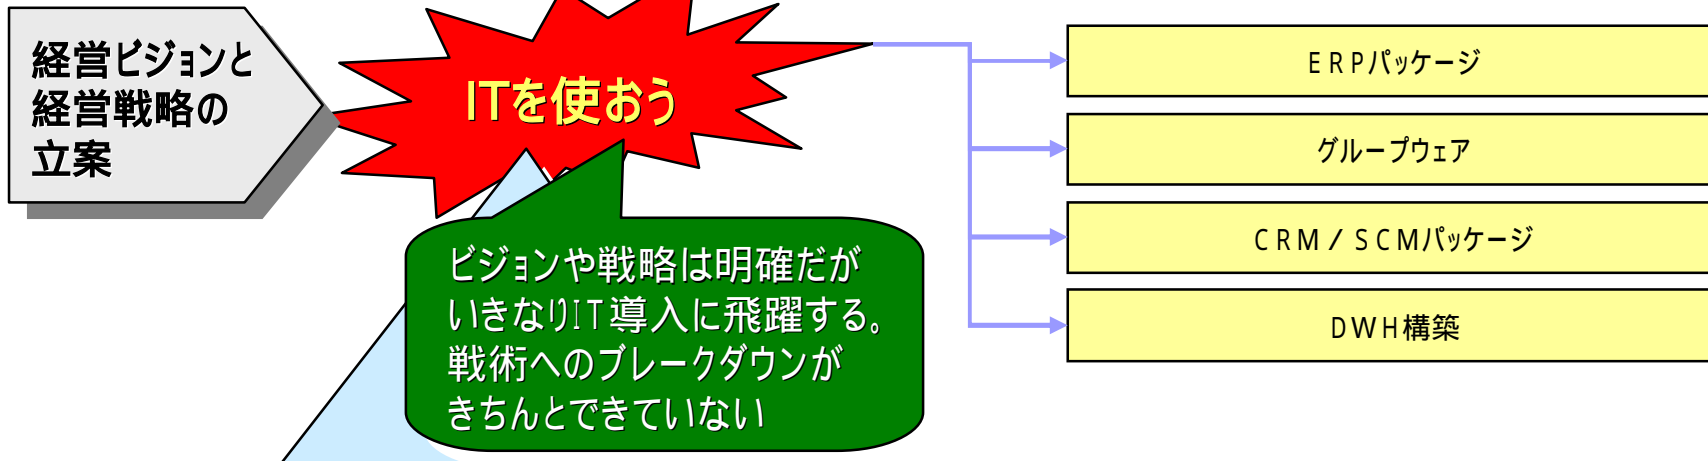 経営ビジョンと
経営戦略の
立案
ITを使おう
ビジョンや戦略は明確だが
いきなりIT導入に飛躍する。
戦術へのブレークダウンが
きちんとできていない
ERPパッケージ
グループウェア
CRM/SCMパッケージ
DWH構築